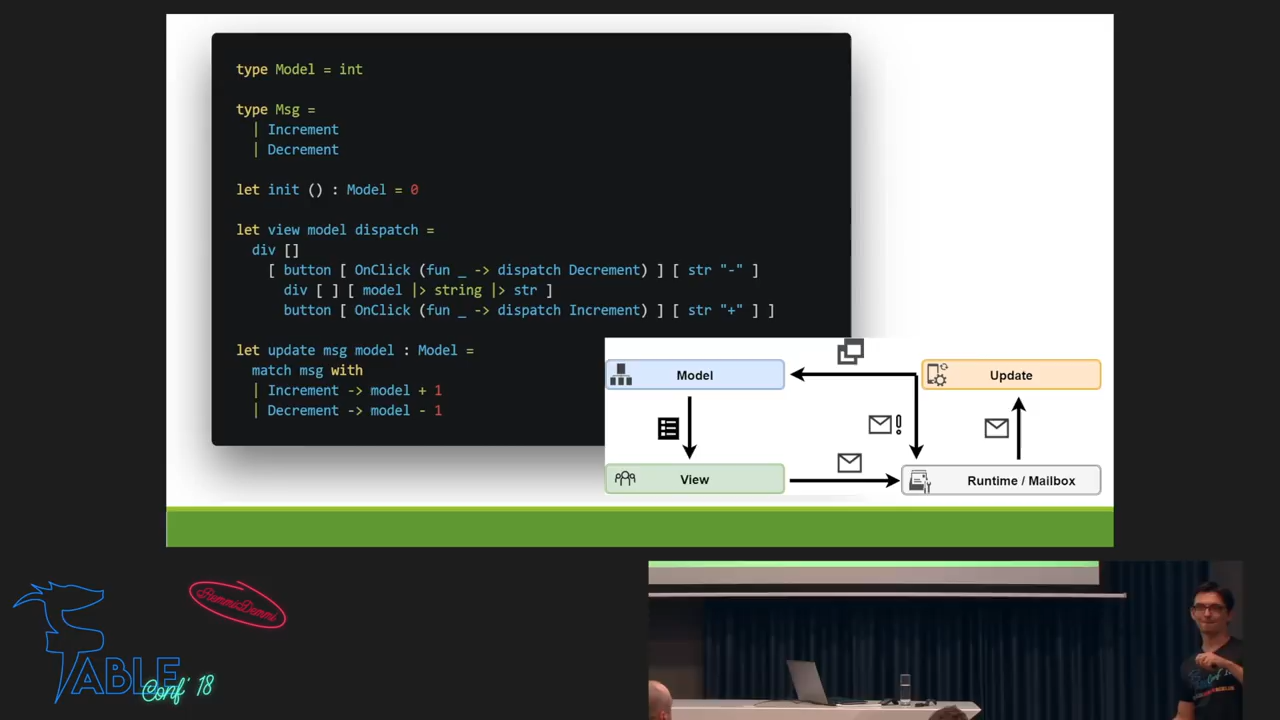 type Model = int
type Msg =
| Increment
| Decrement
let init () : Model = 0
let view model dispatch =
div []
[ button [ OnClick (fun _ -> dispatch Decrement) ] [ str "-" ]
div [ ] [ model |> string |> str ]
button [ OnClick (fun _ -> dispatch Increment) ] [ str "+" ] ]
let update msg model : Model =
match msg with
| Increment -> model + 1
| Decrement -> model - 1
Model
Update
View
Runtime / Mailbox
FABLE
Conf' 18